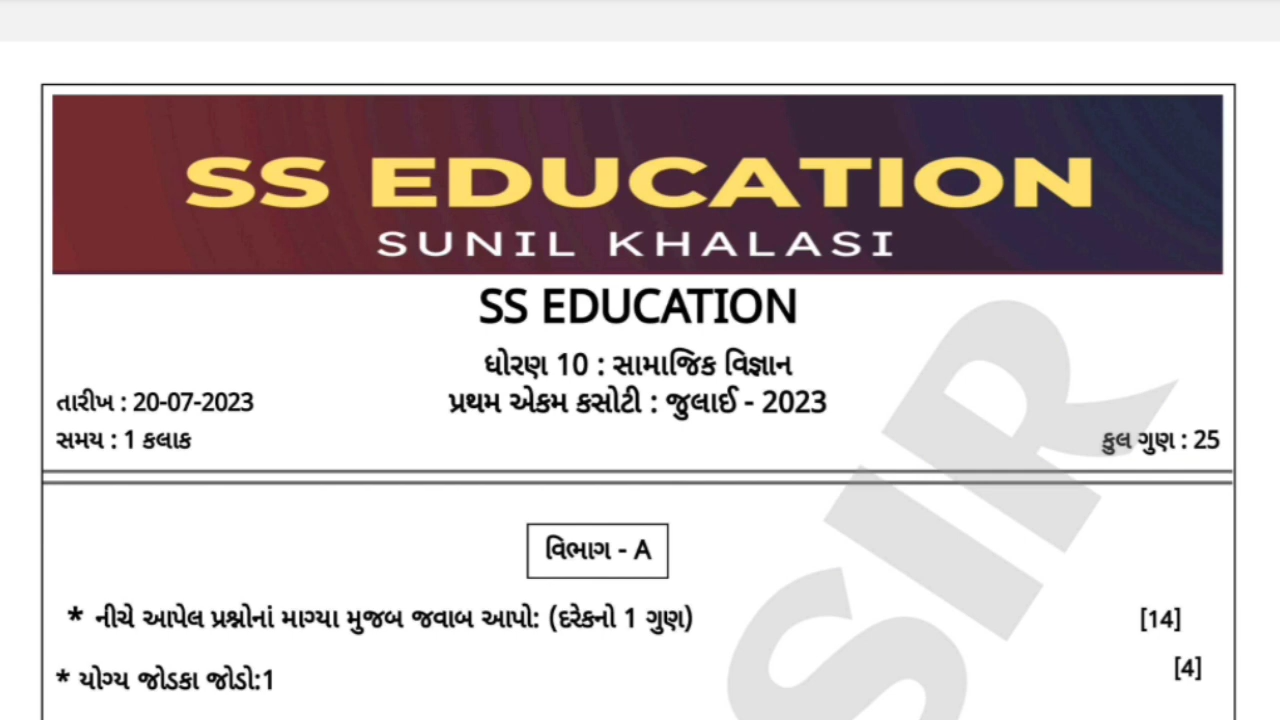 SS EDUCATION
SUNIL KHALASI
SS EDUCATION
ધોરણ 10 : સામાજિક વિજ્ઞાન
તારીખ : 20-07-2023 પ્રથમ એકમ કસોટી : જુલાઈ - 2023
સમય : 1 કલાક કુલ ગુણ : 25
વિભાગ - A
* નીચે આપેલ પ્રશ્નોનાં માગ્યા મુજબ જવાબ આપો: (દરેકનો 1 ગુણ) [14]
* યોગ્ય જોડકા જોડો:1 [4]
SIR